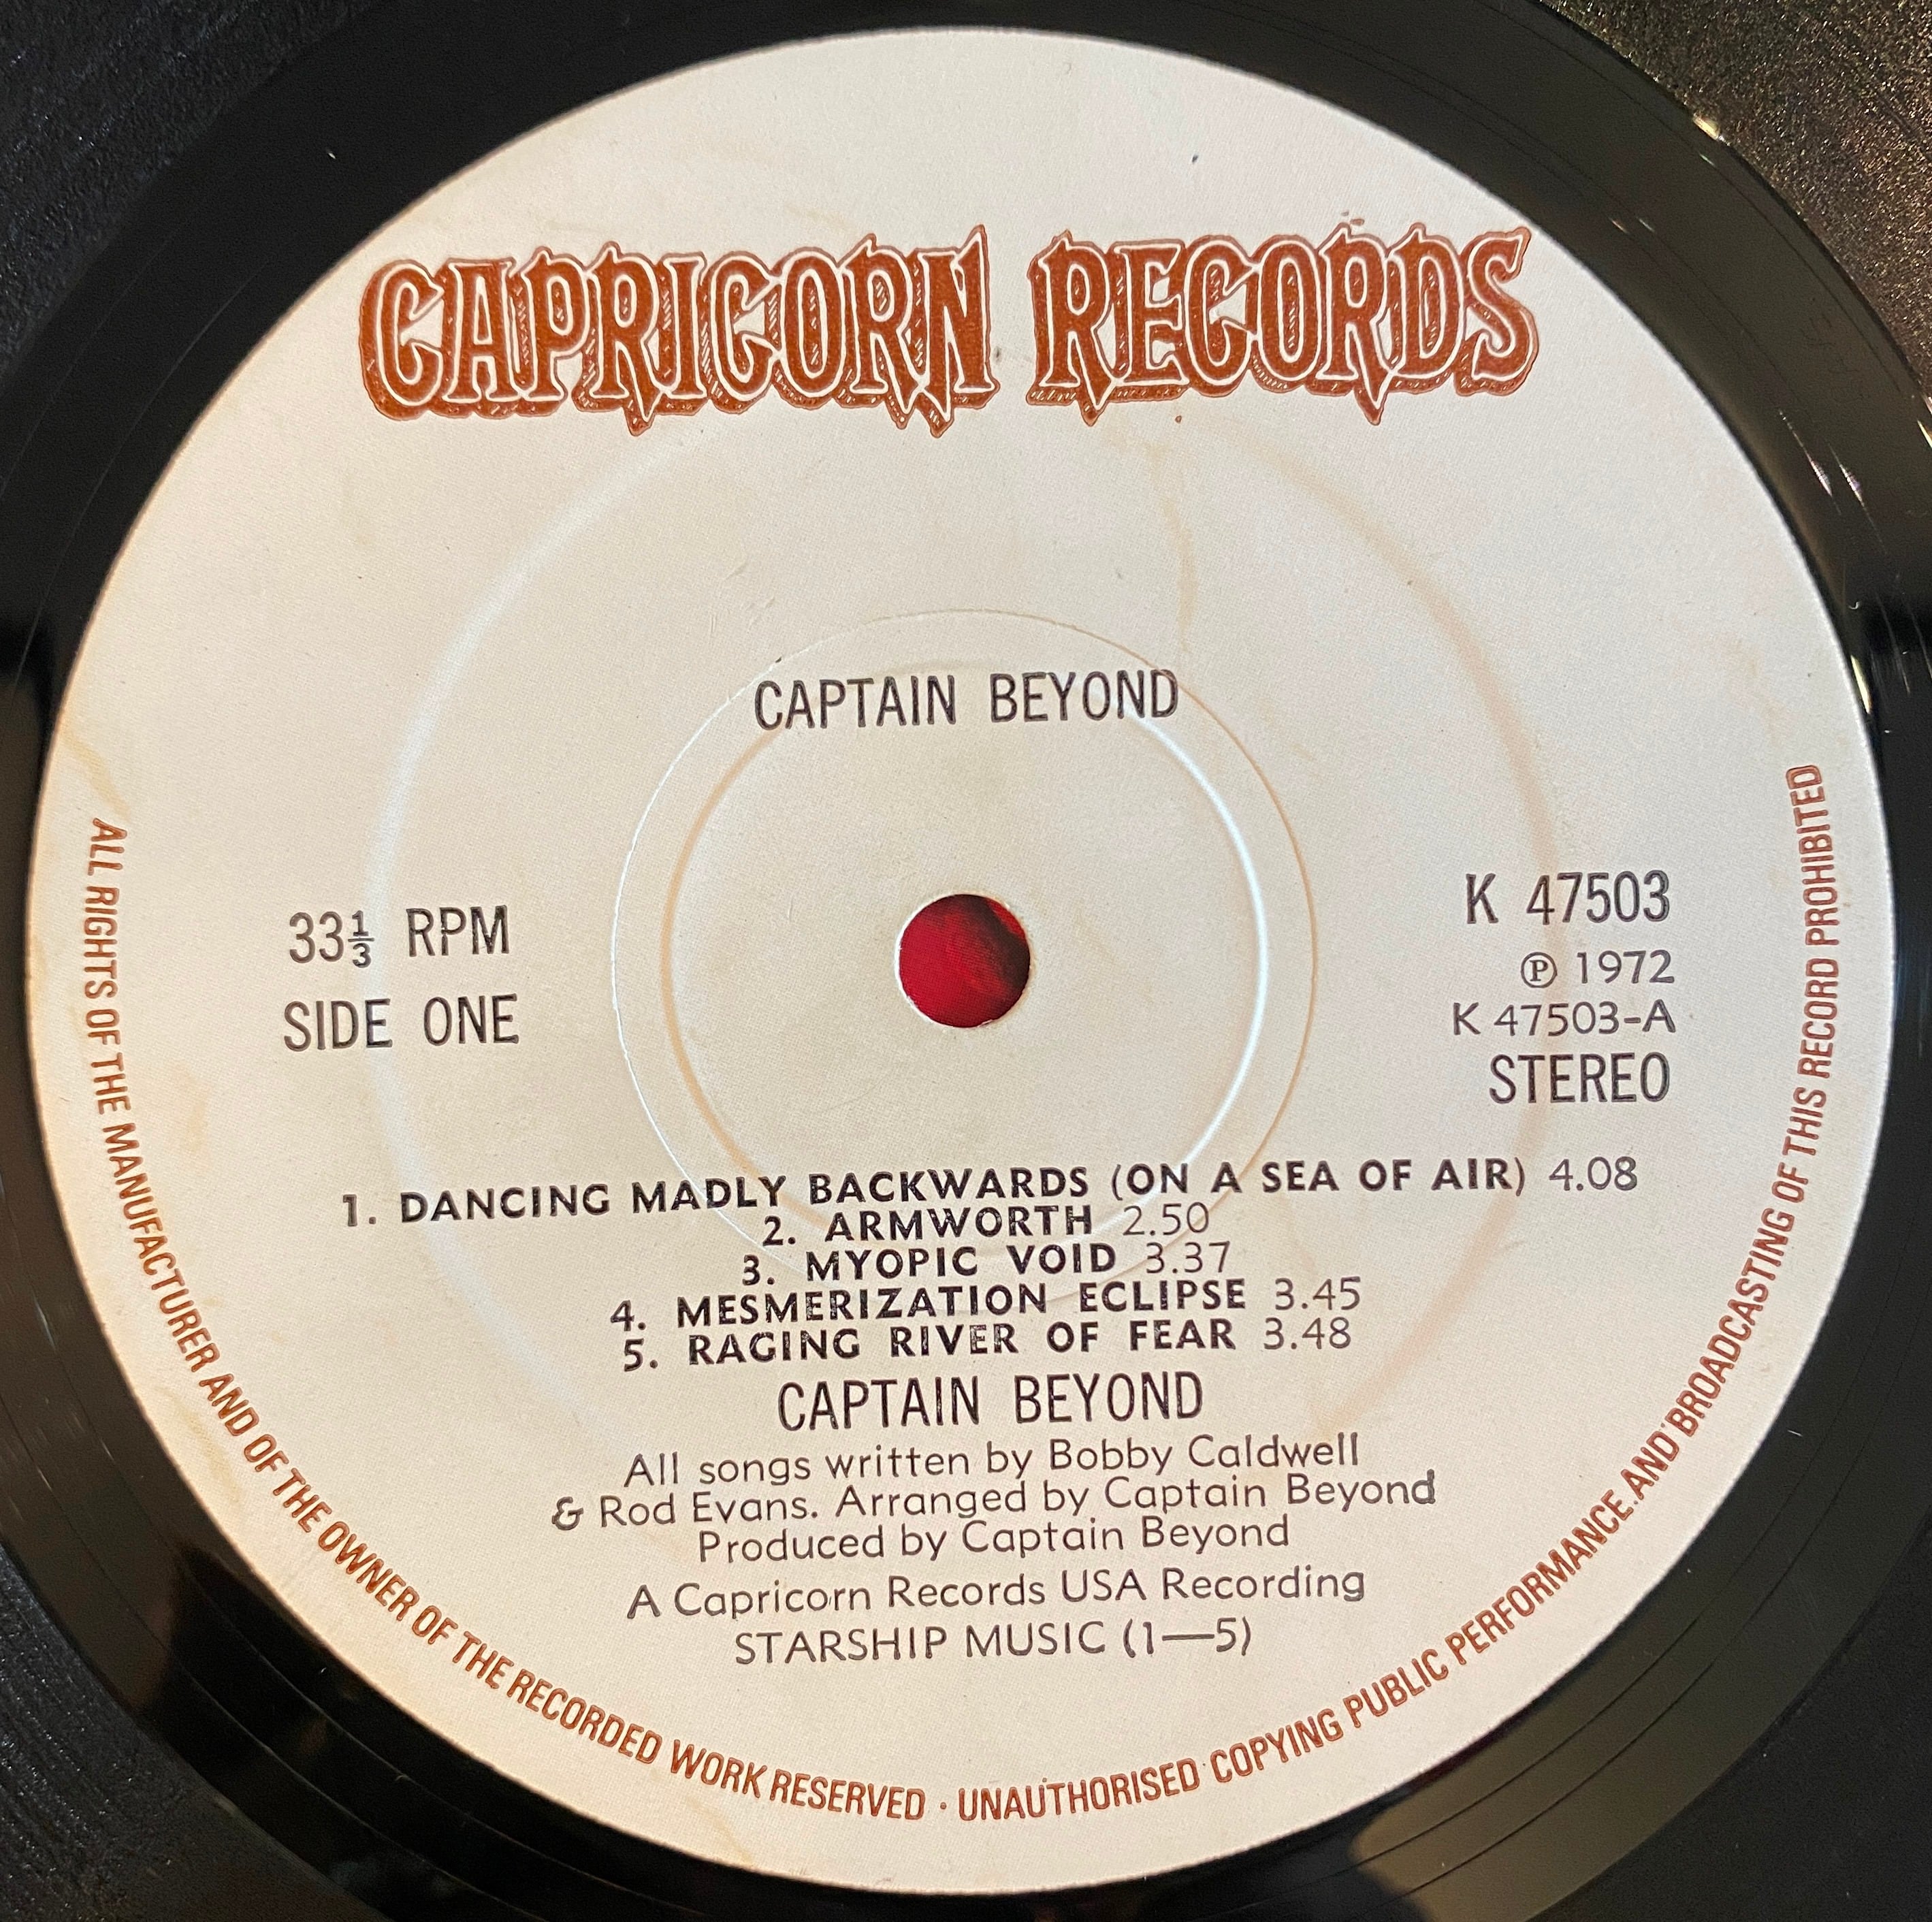 CAPRICORN RECORDS
CAPTAIN BEYOND
33⅓ RPM
SIDE ONE
K 47503
℗ 1972
K 47503-A
STEREO
1. DANCING MADLY BACKWARDS (ON A SEA OF AIR) 4.08
2. ARMWORTH 2.50
3. MYOPIC VOID 3.37
4. MESMERIZATION ECLIPSE 3.45
5. RAGING RIVER OF FEAR 3.48
CAPTAIN BEYOND
All songs written by Bobby Caldwell
& Rod Evans. Arranged by Captain Beyond
Produced by Captain Beyond
A Capricorn Records USA Recording
STARSHIP MUSIC (1—5)
ALL RIGHTS OF THE MANUFACTURER AND OF THE OWNER OF THE RECORDED WORK RESERVED · UNAUTHORISED COPYING PUBLIC PERFORMANCE AND BROADCASTING OF THIS RECORD PROHIBITED